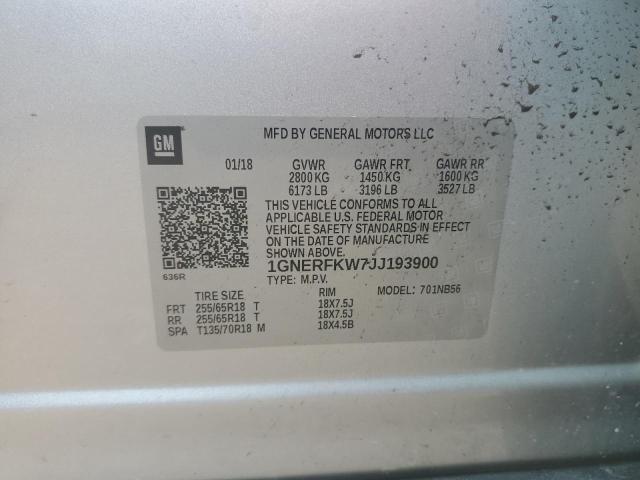 GM
MFD BY GENERAL MOTORS LLC
01/18 GVWR GAWR FRT GAWR RR
2800 KG 1450 KG 1600 KG
6173 LB 3196 LB 3527 LB
THIS VEHICLE CONFORMS TO ALL
APPLICABLE U.S. FEDERAL MOTOR
VEHICLE SAFETY STANDARDS IN EFFECT
ON THE DATE OF MANUFACTURE
SHOWN ABOVE.
636R
1GNERFKW7JJ193900
TYPE: M.P.V.
MODEL: 701NB56
TIRE SIZE RIM
FRT 255/65R18 T 18X7.5J
RR 255/65R18 T 18X7.5J
SPA T135/70R18 M 18X4.5B